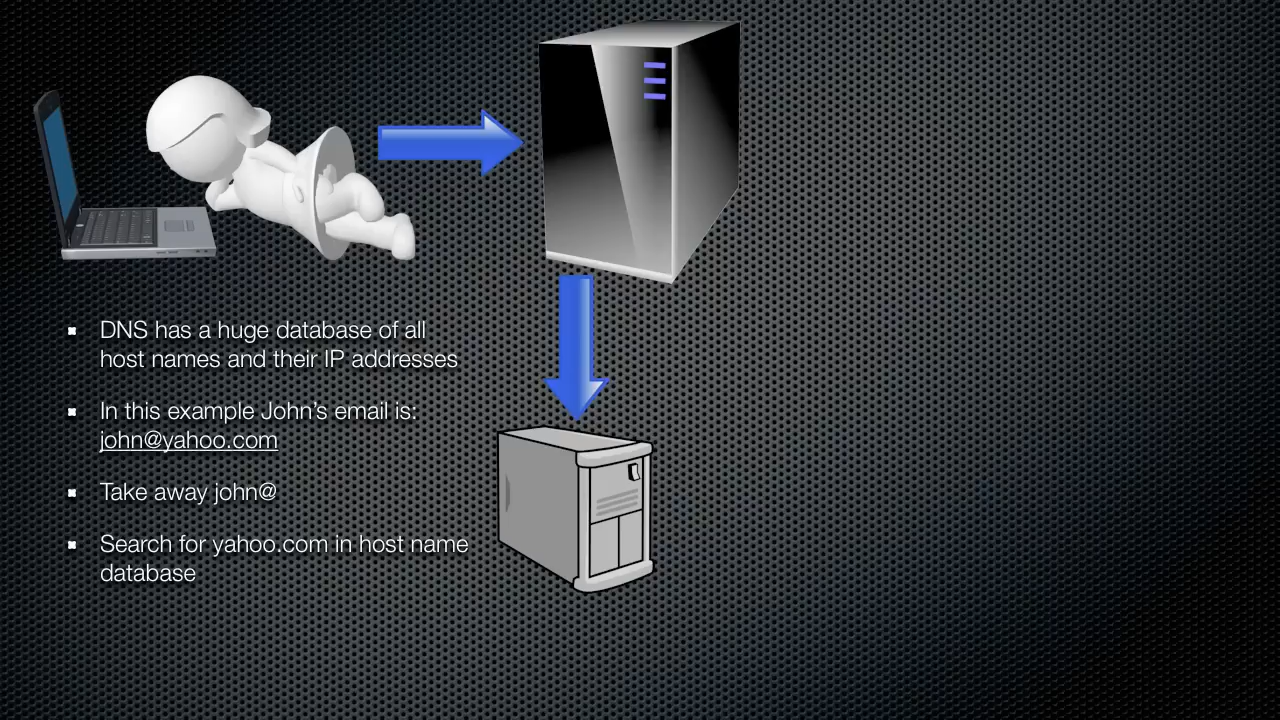 DNS has a huge database of all
host names and their IP addresses
In this example John’s email is:
john@yahoo.com
Take away john@
Search for yahoo.com in host name
database